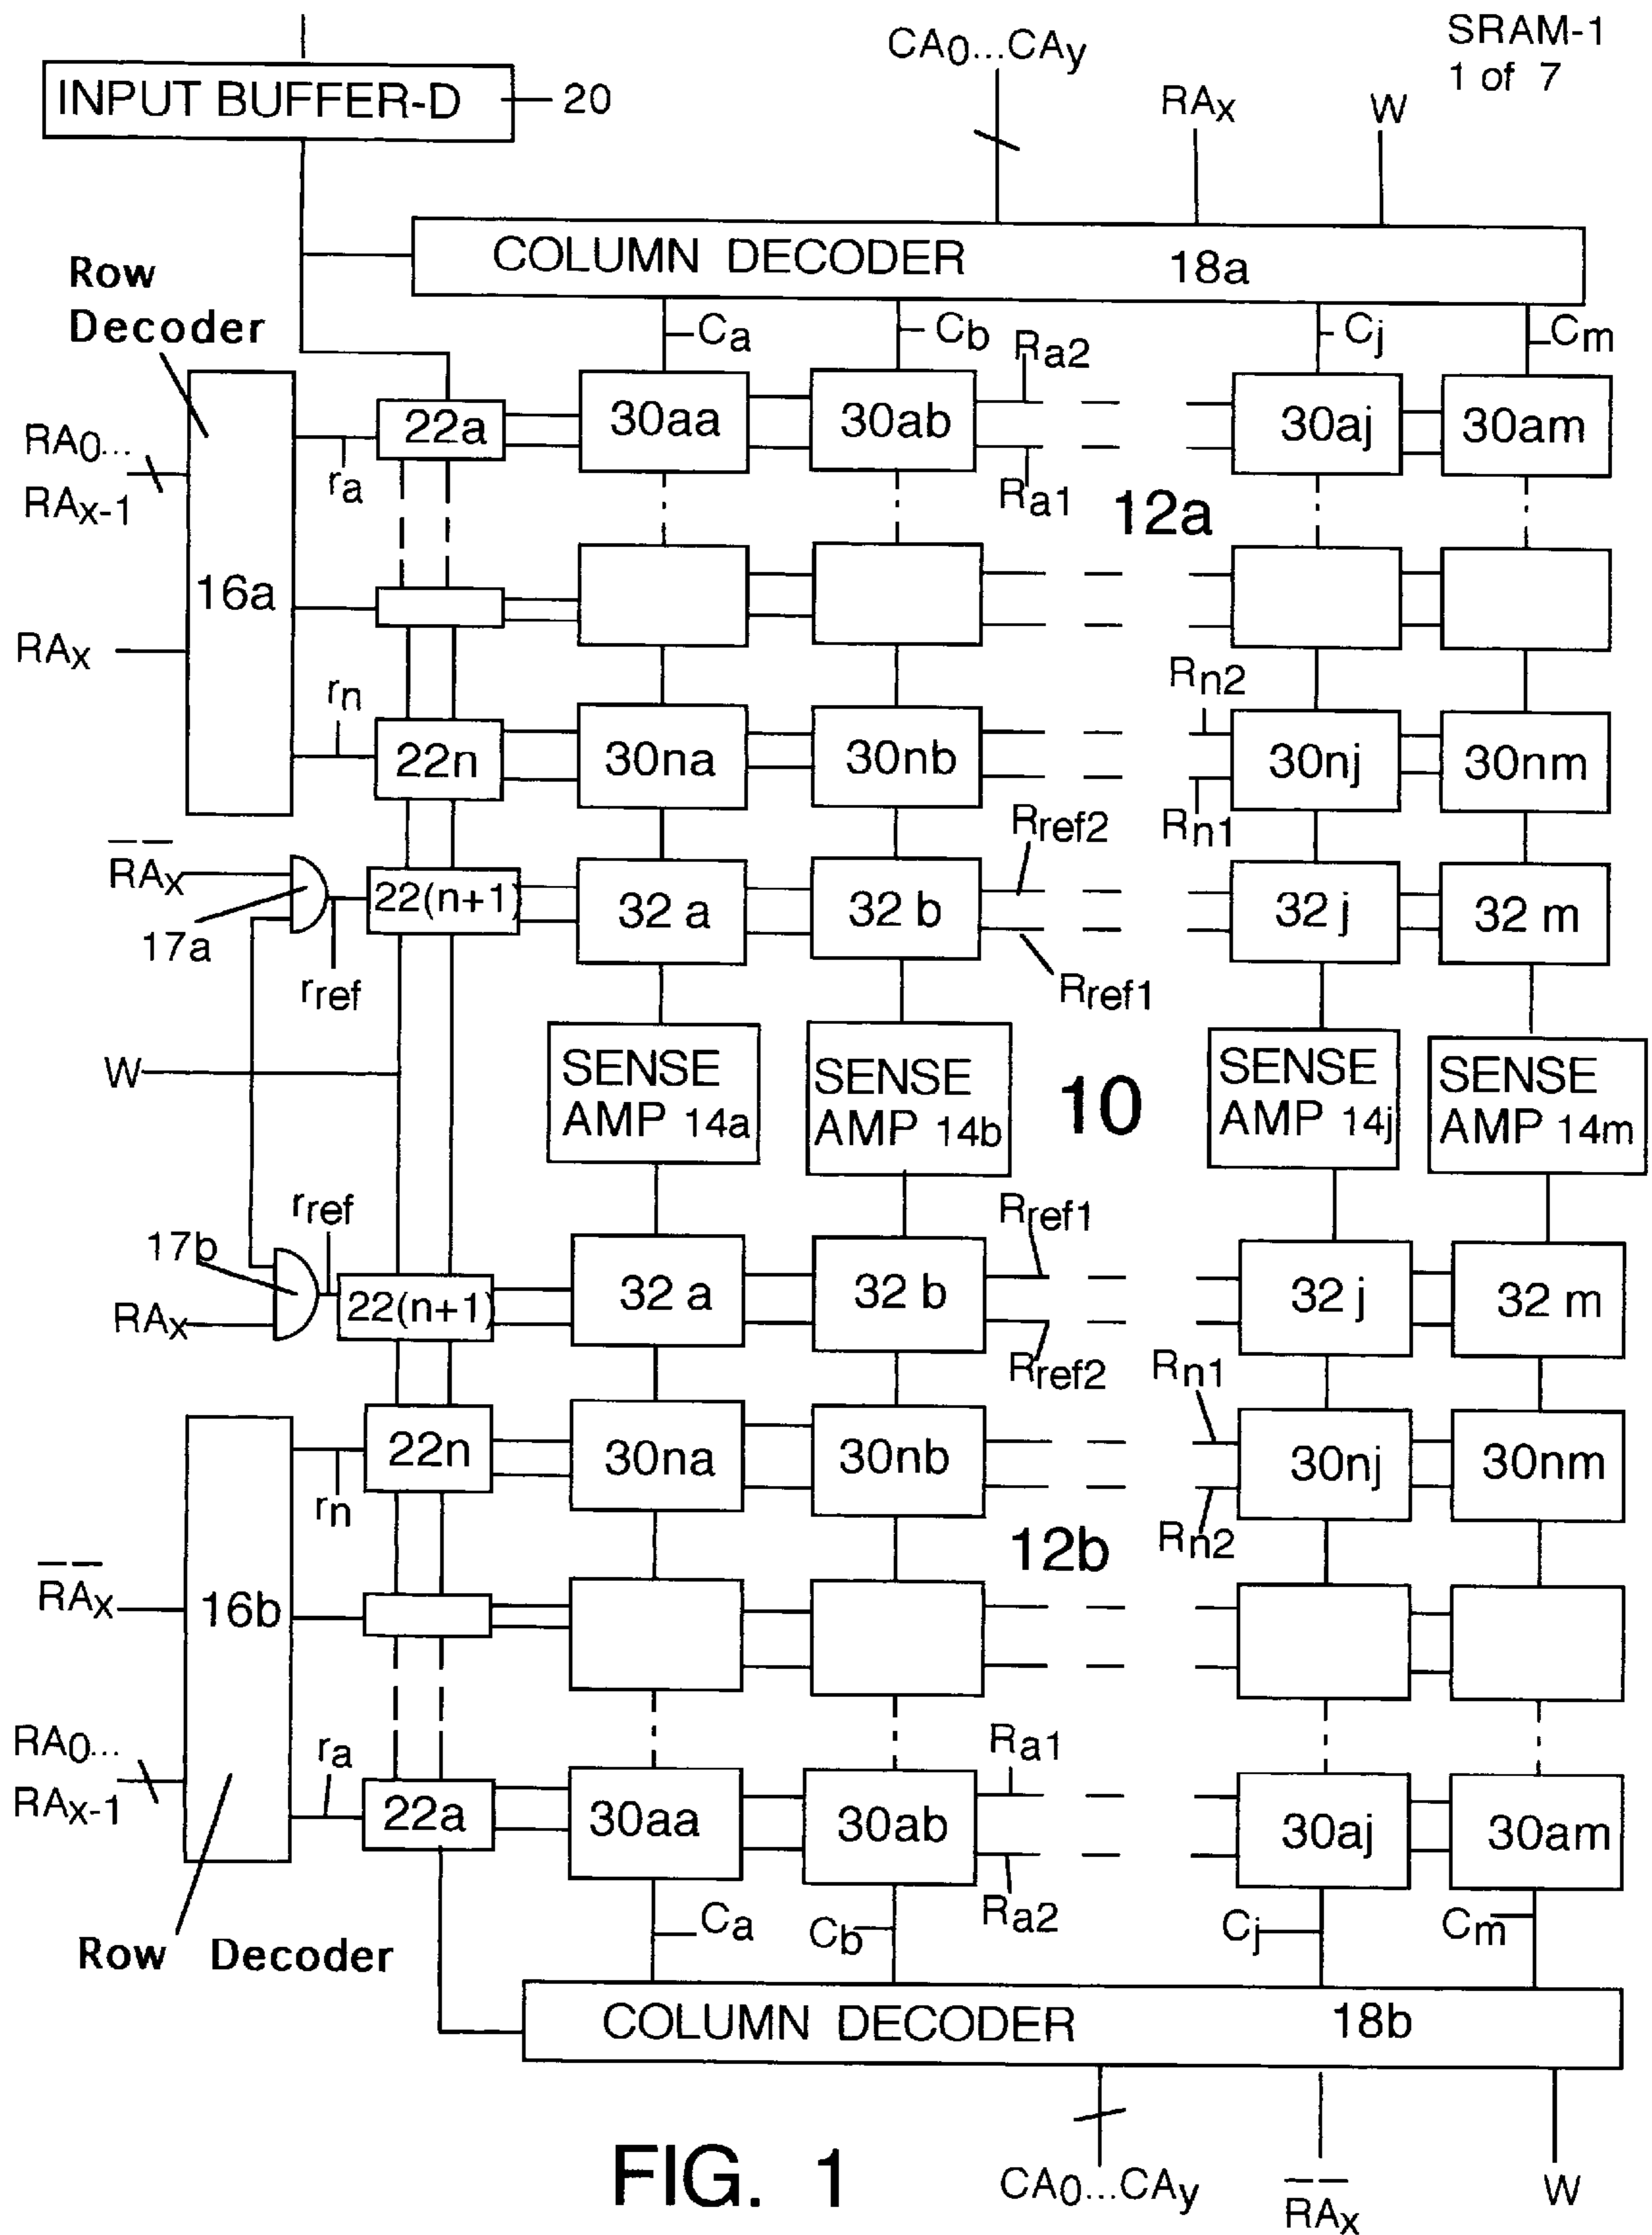 SRAM-1
1 of 7
CA0...CAy
RAx
W
INPUT BUFFER-D
20
COLUMN DECODER 18a
Row
Decoder
Ca
Cb
Ra2
Cj
Cm
RA0...
RAx-1
ra
22a
30aa
30ab
30aj
30am
Ra1
12a
16a
RAx
rn
Rn2
22n
30na
30nb
30nj
30nm
Rn1
Rref2
R̅A̅x
17a
22(n+1)
32 a
32 b
32 j
32 m
rref
Rref1
W
SENSE
AMP 14a
SENSE
AMP 14b
10
SENSE
AMP 14j
SENSE
AMP 14m
rref
Rref1
17b
RAx
22(n+1)
32 a
32 b
32 j
32 m
Rref2
Rn1
22n
30na
30nb
30nj
30nm
rn
12b
Rn2
R̅A̅x
16b
RA0...
RAx-1
ra
Ra1
22a
30aa
30ab
30aj
30am
Ra2
Ca
Cb
Cj
Cm
Row Decoder
COLUMN DECODER 18b
FIG. 1
CA0...CAy
R̅A̅x
W